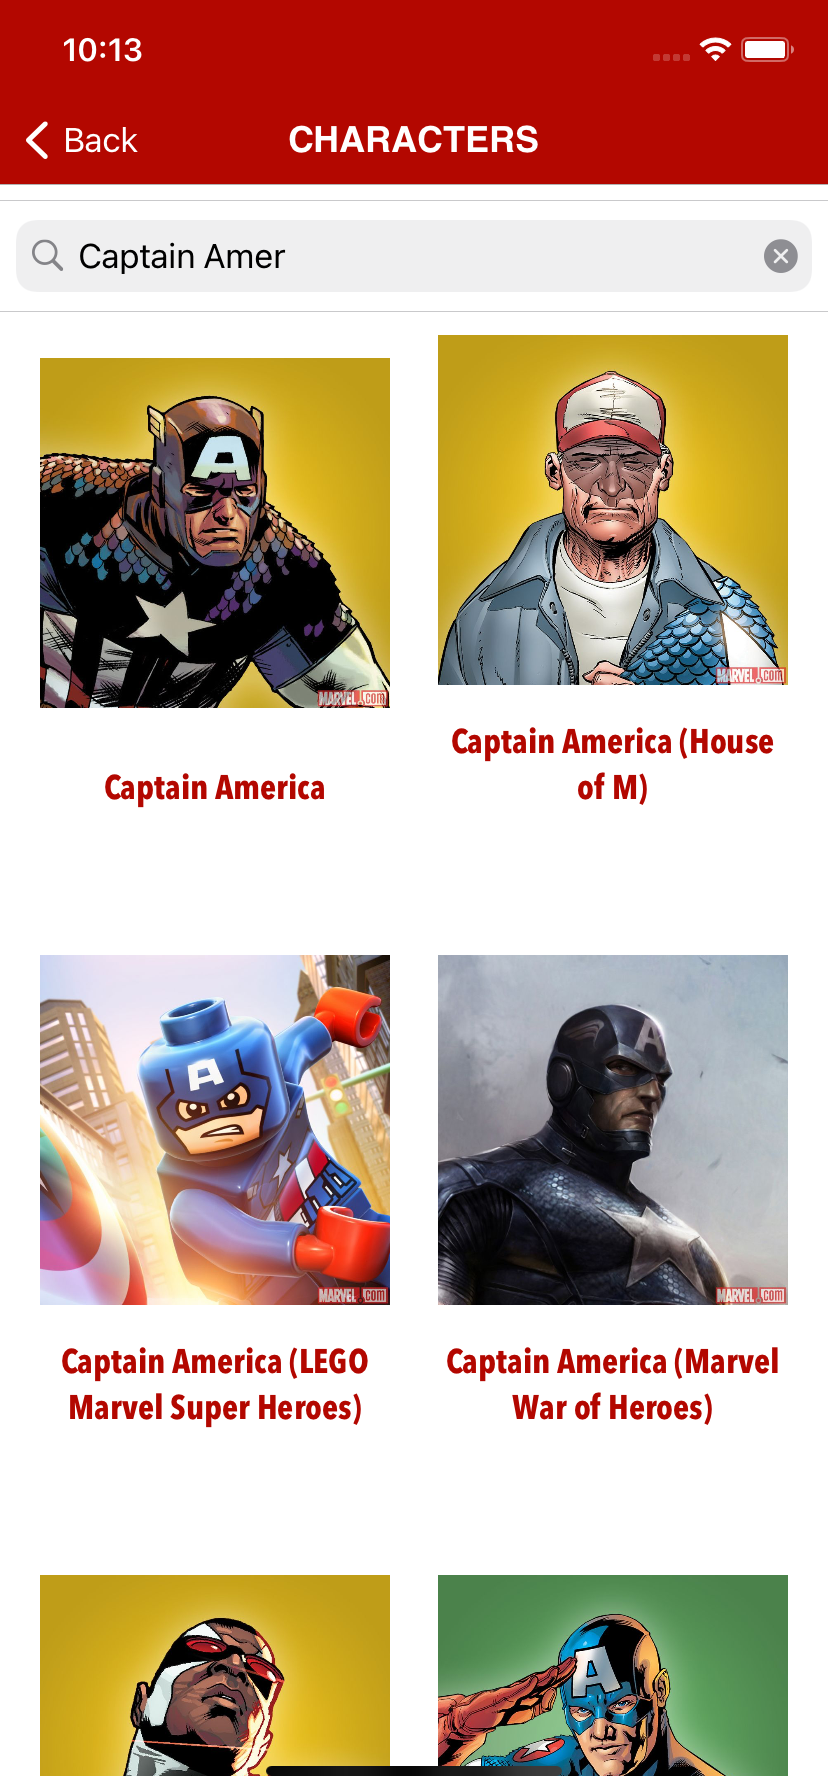 10:13
Back
CHARACTERS
Captain Amer
A
MARVEL.COM
MARVEL.COM
Captain America
Captain America (House
of M)
A
A
MARVEL.COM
MARVEL.COM
Captain America (LEGO
Marvel Super Heroes)
Captain America (Marvel
War of Heroes)
A